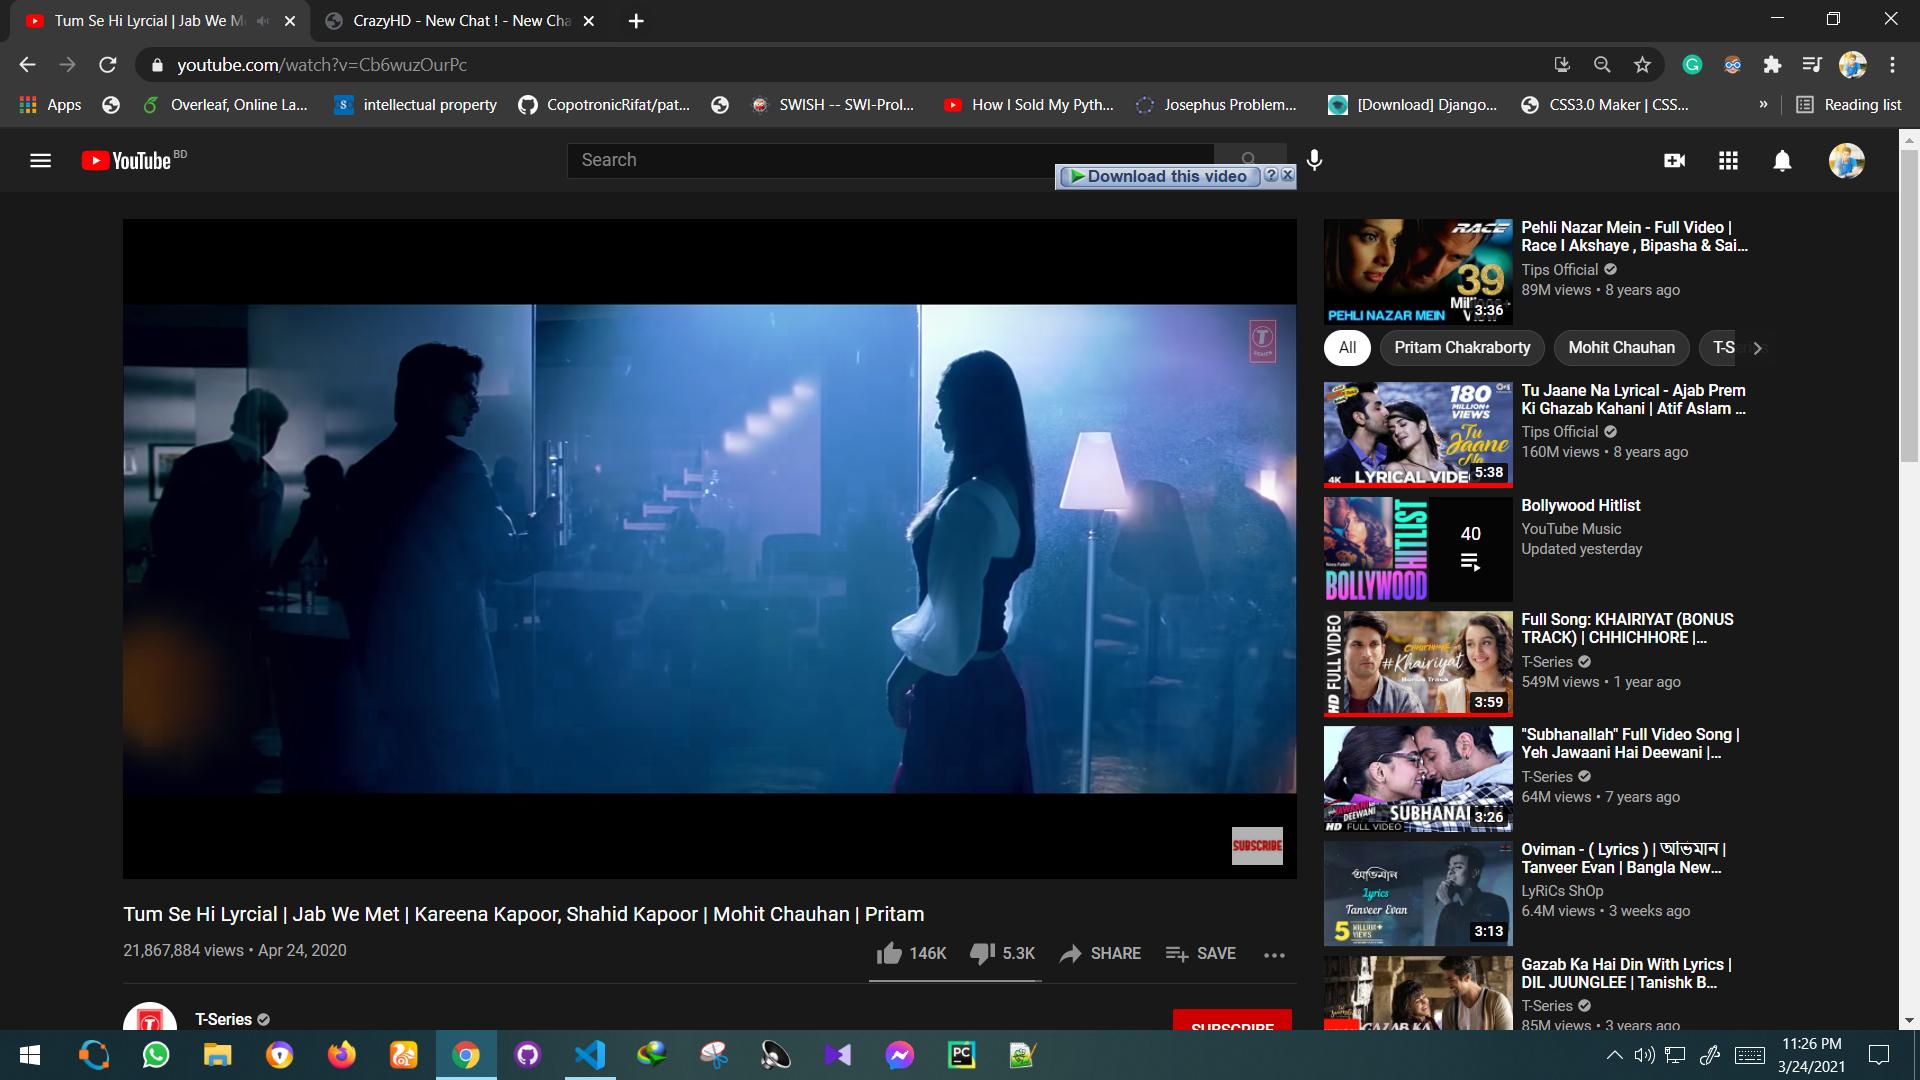 Tum Se Hi Lyrcial | Jab We M
CrazyHD - New Chat ! - New Cha
youtube.com/watch?v=Cb6wuzOurPc
Apps
Overleaf, Online La...
intellectual property
CopotronicRifat/pat...
SWISH -- SWI-Prol...
How I Sold My Pyth...
Josephus Problem...
[Download] Django...
CSS3.0 Maker | CSS...
»
Reading list
YouTube BD
Search
Download this video
T SERIES
SUBSCRIBE
Tum Se Hi Lyrcial | Jab We Met | Kareena Kapoor, Shahid Kapoor | Mohit Chauhan | Pritam
21,867,884 views • Apr 24, 2020
146K
5.3K
SHARE
SAVE
T-Series
SUBSCRIBE
RACE
39
PEHLI NAZAR MEIN
3:36
Pehli Nazar Mein - Full Video |
Race I Akshaye , Bipasha & Sai...
Tips Official
89M views • 8 years ago
All
Pritam Chakraborty
Mohit Chauhan
T-Series
180
MILLION+
VIEWS
Tu
Jaane
Na
4K LYRICAL VIDEO
5:38
Tu Jaane Na Lyrical - Ajab Prem
Ki Ghazab Kahani | Atif Aslam ...
Tips Official
160M views • 8 years ago
BOLLYWOOD
HITLIST
40
Bollywood Hitlist
YouTube Music
Updated yesterday
HD FULL VIDEO
CHHICHHORE
#Khairiyat
Bonus Track
3:59
Full Song: KHAIRIYAT (BONUS
TRACK) | CHHICHHORE |...
T-Series
549M views • 1 year ago
JAWAANI
DEEWANI
SUBHANAL
HD FULL VIDEO
3:26
"Subhanallah" Full Video Song |
Yeh Jawaani Hai Deewani |...
T-Series
64M views • 7 years ago
অভিমান
Lyrics
Tanveer Evan
5 MILLION+
VIEWS
3:13
Oviman - ( Lyrics ) | অভিমান |
Tanveer Evan | Bangla New...
LyRiCs ShOp
6.4M views • 3 weeks ago
GAZAB KA
Gazab Ka Hai Din With Lyrics |
DIL JUUNGLEE | Tanishk B...
T-Series
85M views • 3 years ago
PC
11:26 PM
3/24/2021